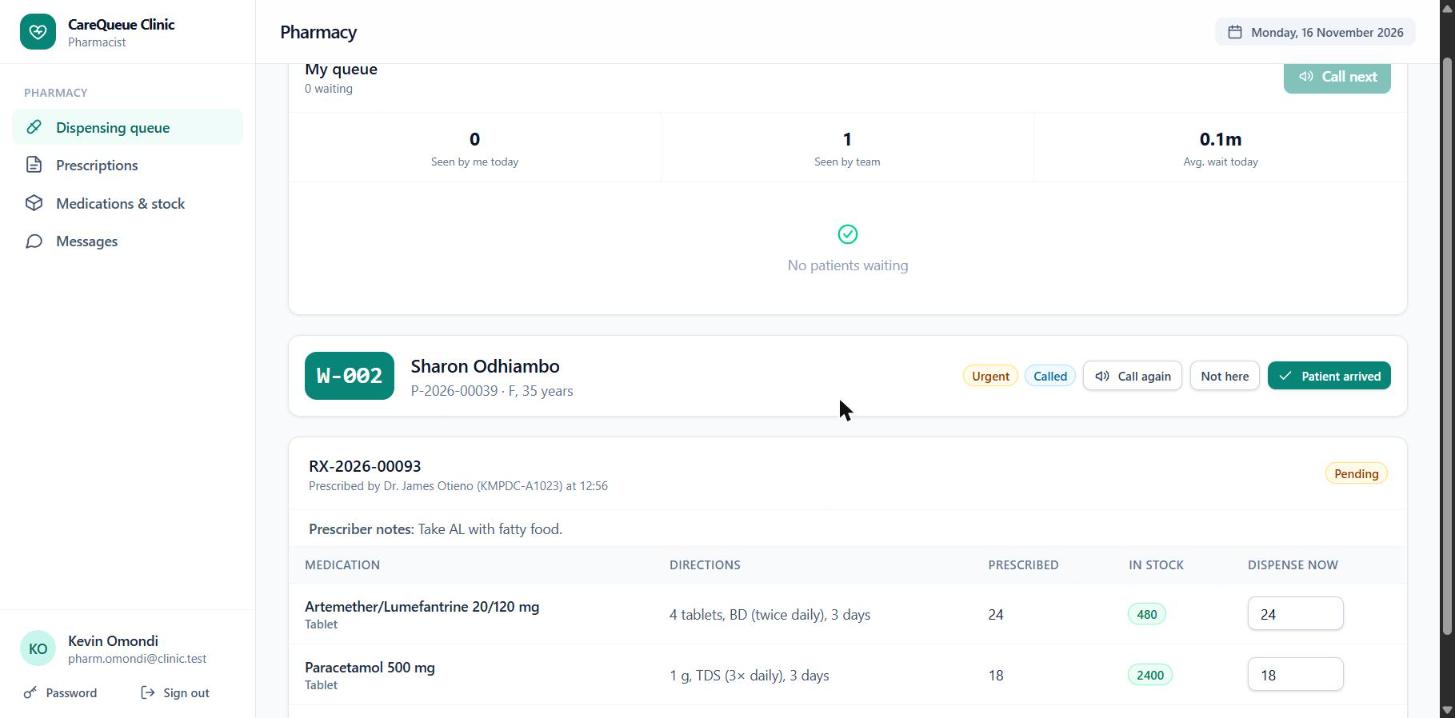 CareQueue Clinic
Pharmacist
PHARMACY
Dispensing queue
Prescriptions
Medications & stock
Messages
KO
Kevin Omondi
pharm.omondi@clinic.test
Password
Sign out
Pharmacy
Monday, 16 November 2026
My queue
0 waiting
Call next
0
Seen by me today
1
Seen by team
0.1m
Avg. wait today
No patients waiting
W-002
Sharon Odhiambo
P-2026-00039 · F, 35 years
Urgent
Called
Call again
Not here
Patient arrived
RX-2026-00093
Prescribed by Dr. James Otieno (KMPDC-A1023) at 12:56
Pending
Prescriber notes: Take AL with fatty food.
MEDICATION DIRECTIONS PRESCRIBED IN STOCK DISPENSE NOW
Artemether/Lumefantrine 20/120 mg
Tablet
4 tablets, BD (twice daily), 3 days
24
480
24
Paracetamol 500 mg
Tablet
1 g, TDS (3× daily), 3 days
18
2400
18